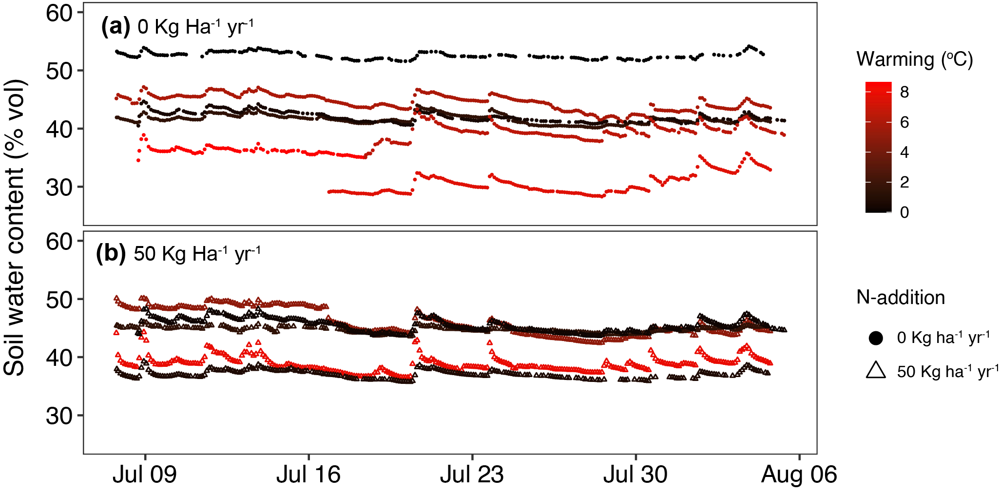 Soil water content (% vol)
(a) 0 Kg Ha⁻¹ yr⁻¹
60
50
40
30
(b) 50 Kg Ha⁻¹ yr⁻¹
60
50
40
30
Jul 09 Jul 16 Jul 23 Jul 30 Aug 06
Warming (ºC)
8
6
4
2
0
N-addition
0 Kg ha⁻¹ yr⁻¹
50 Kg ha⁻¹ yr⁻¹